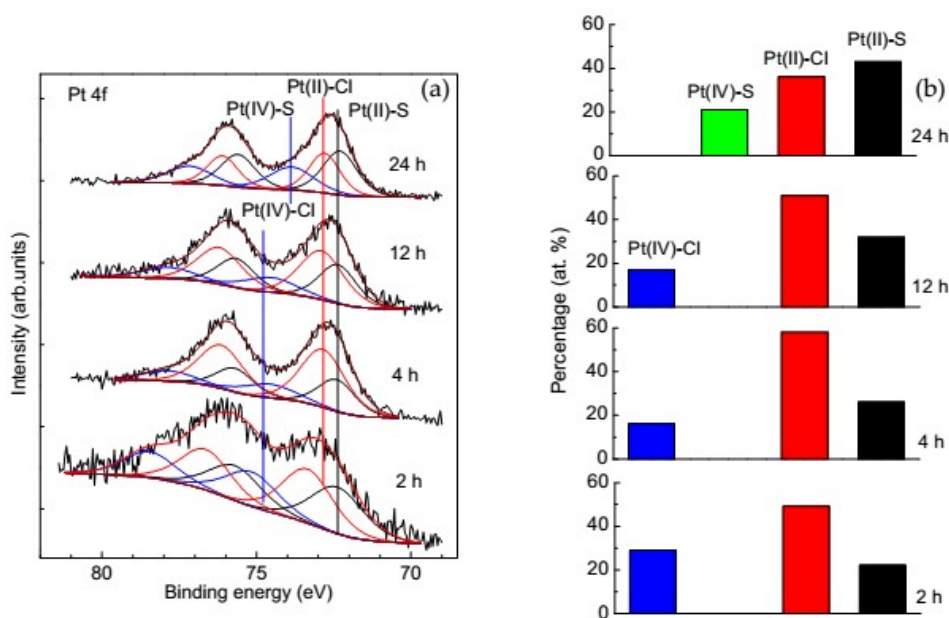 Pt 4f
(a)
Pt(II)-Cl
Pt(IV)-S
Pt(II)-S
24 h
Pt(IV)-Cl
12 h
4 h
2 h
Intensity (arb.units)
80
75
70
Binding energy (eV)
(b)
60
40
20
0
Pt(IV)-S
Pt(II)-Cl
Pt(II)-S
24 h
60
40
20
0
Pt(IV)-Cl
12 h
60
40
20
0
4 h
60
40
20
0
2 h
Percentage (at. %)